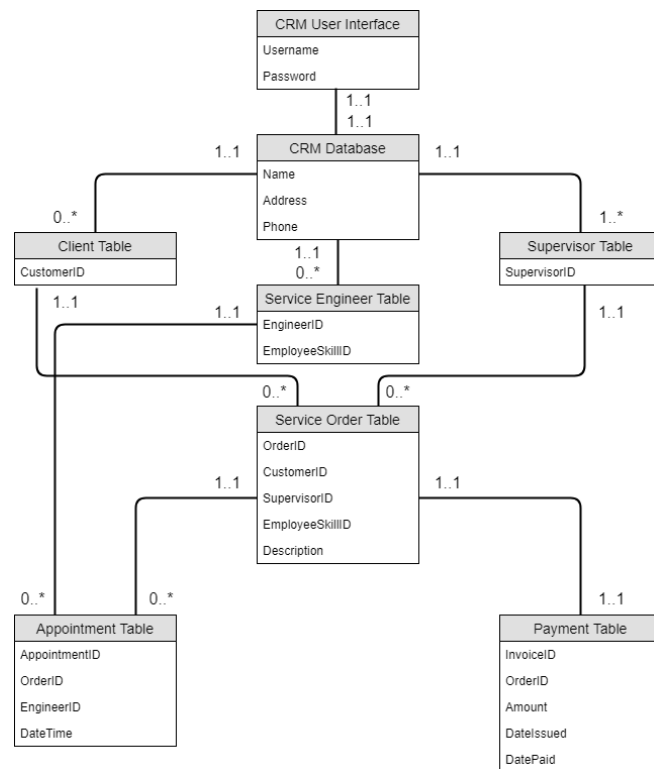 CRM User Interface
Username
Password
1..1
1..1
1..1
CRM Database
1..1
Name
Address
Phone
0..*
1..*
Client Table
CustomerID
1..1
0..*
Supervisor Table
SupervisorID
1..1
1..1
Service Engineer Table
EngineerID
EmployeeSkillID
1..1
0..*
0..*
Service Order Table
OrderID
CustomerID
SupervisorID
EmployeeSkillID
Description
1..1
1..1
0..*
0..*
1..1
Appointment Table
AppointmentID
OrderID
EngineerID
DateTime
Payment Table
InvoiceID
OrderID
Amount
DateIssued
DatePaid